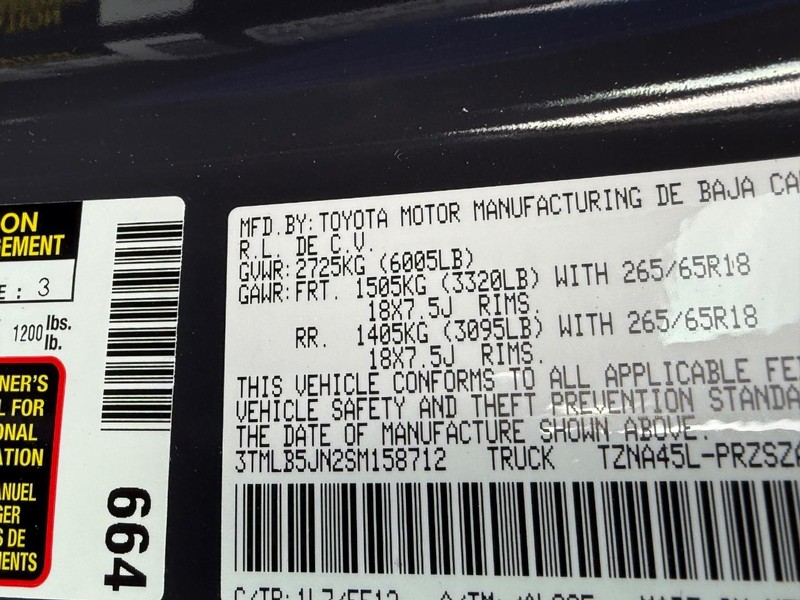 ON
GEMENT
E: 3
1200 lbs.
lb.
NER'S
L FOR
ONAL
ATION
ANUEL
GER
S DE
MENTS
664
MFD.BY:TOYOTA MOTOR MANUFACTURING DE BAJA CA
R.L. DE C.V.
GVWR:2725KG (6005LB)
GAWR:FRT. 1505KG (3320LB) WITH 265/65R18
18X7.5J RIMS.
RR. 1405KG (3095LB) WITH 265/65R18
18X7.5J RIMS.
THIS VEHICLE CONFORMS TO ALL APPLICABLE FE
VEHICLE SAFETY AND THEFT PREVENTION STANDA
THE DATE OF MANUFACTURE SHOWN ABOVE.
3TMLB5JN2SM158712 TRUCK TZNA45L-PRZSZA